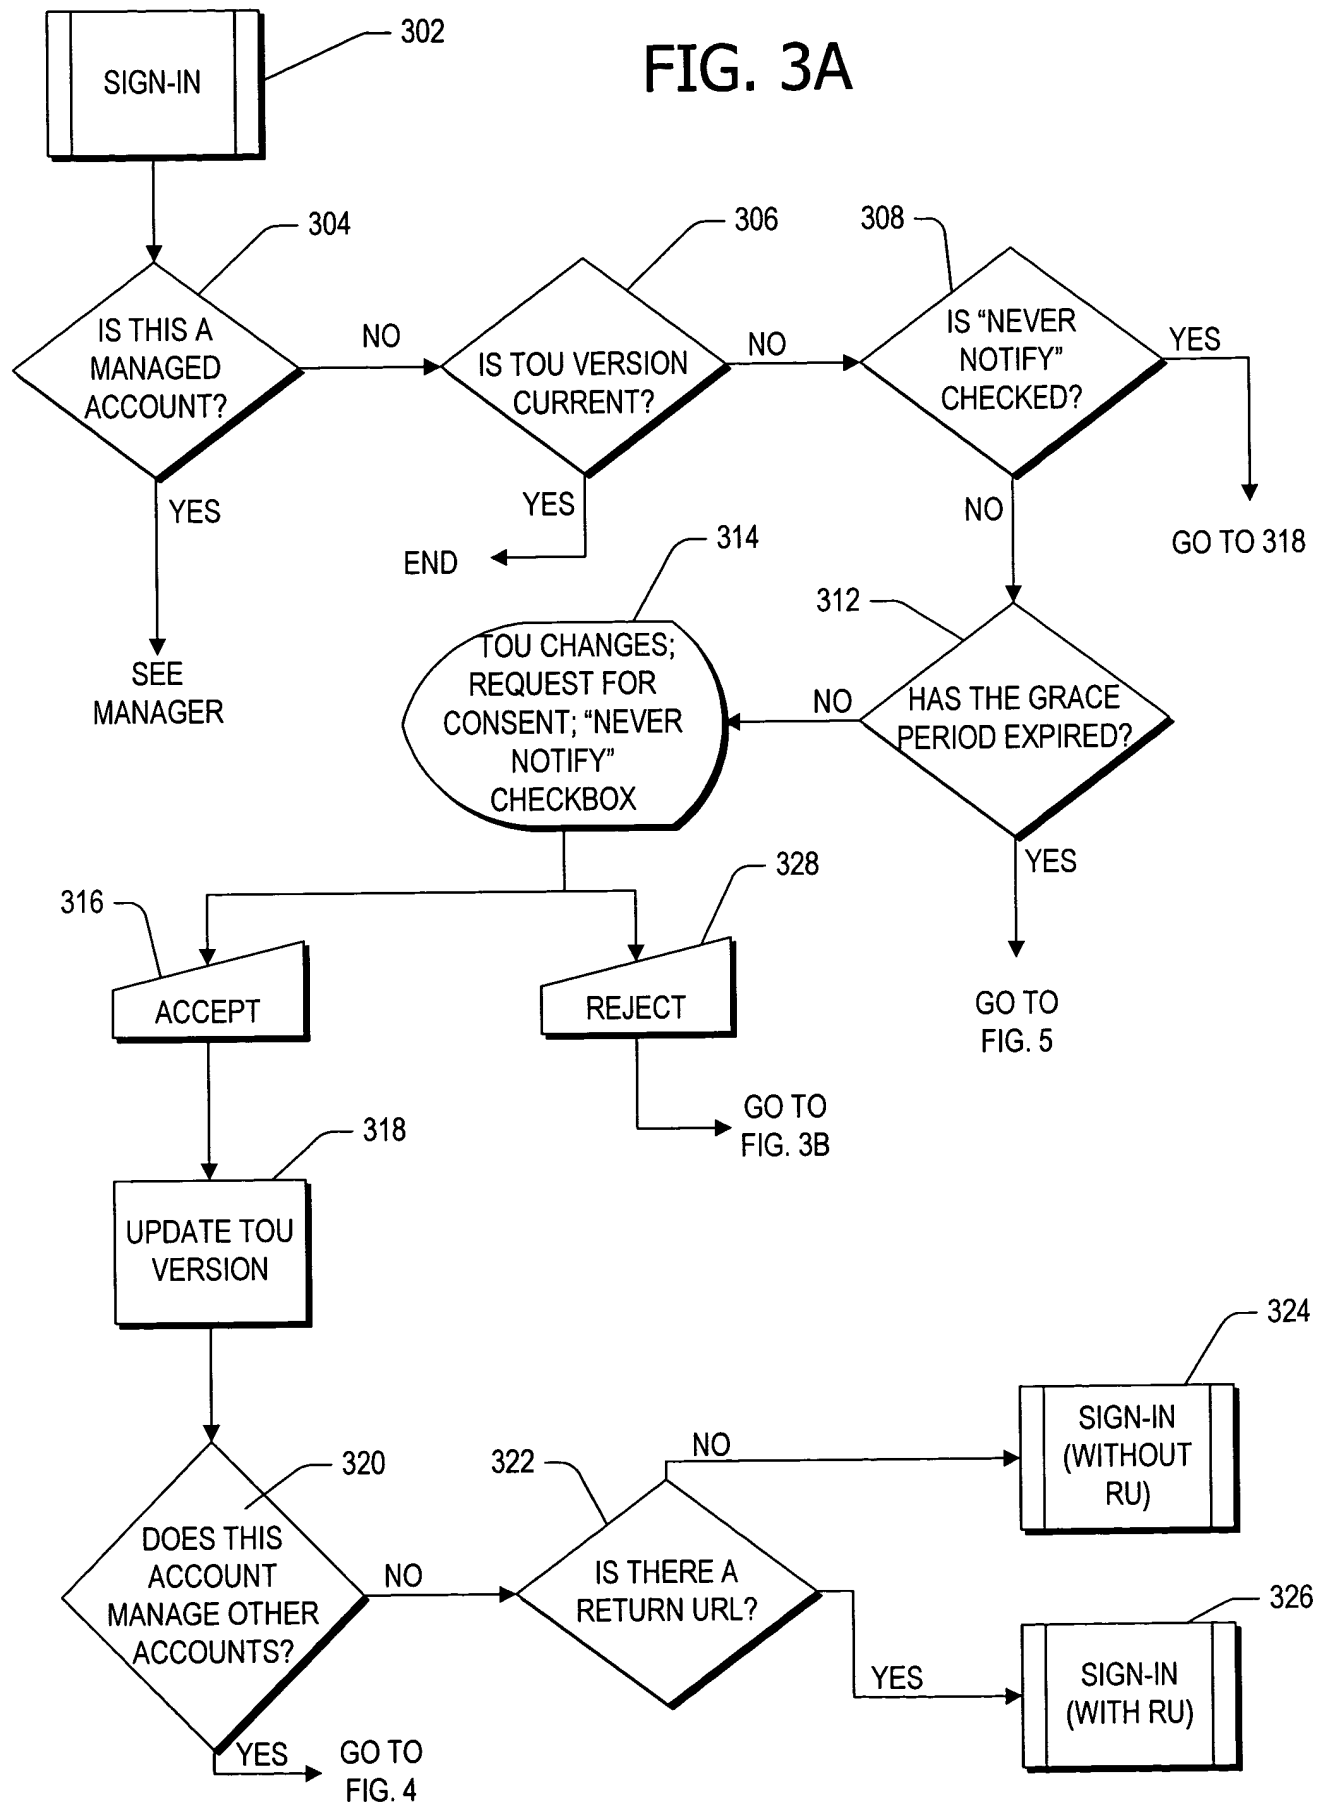 302
FIG. 3A
SIGN-IN
304
306
308
IS THIS A
MANAGED
ACCOUNT?
NO
IS TOU VERSION
CURRENT?
NO
IS “NEVER
NOTIFY”
CHECKED?
YES
YES
YES
NO
END
GO TO 318
SEE
MANAGER
314
312
TOU CHANGES;
REQUEST FOR
CONSENT; “NEVER
NOTIFY”
CHECKBOX
NO
HAS THE GRACE
PERIOD EXPIRED?
YES
316
328
ACCEPT
REJECT
GO TO
FIG. 5
GO TO
FIG. 3B
318
UPDATE TOU
VERSION
324
320
322
NO
SIGN-IN
(WITHOUT
RU)
DOES THIS
ACCOUNT
MANAGE OTHER
ACCOUNTS?
NO
IS THERE A
RETURN URL?
326
YES
SIGN-IN
(WITH RU)
YES
GO TO
FIG. 4